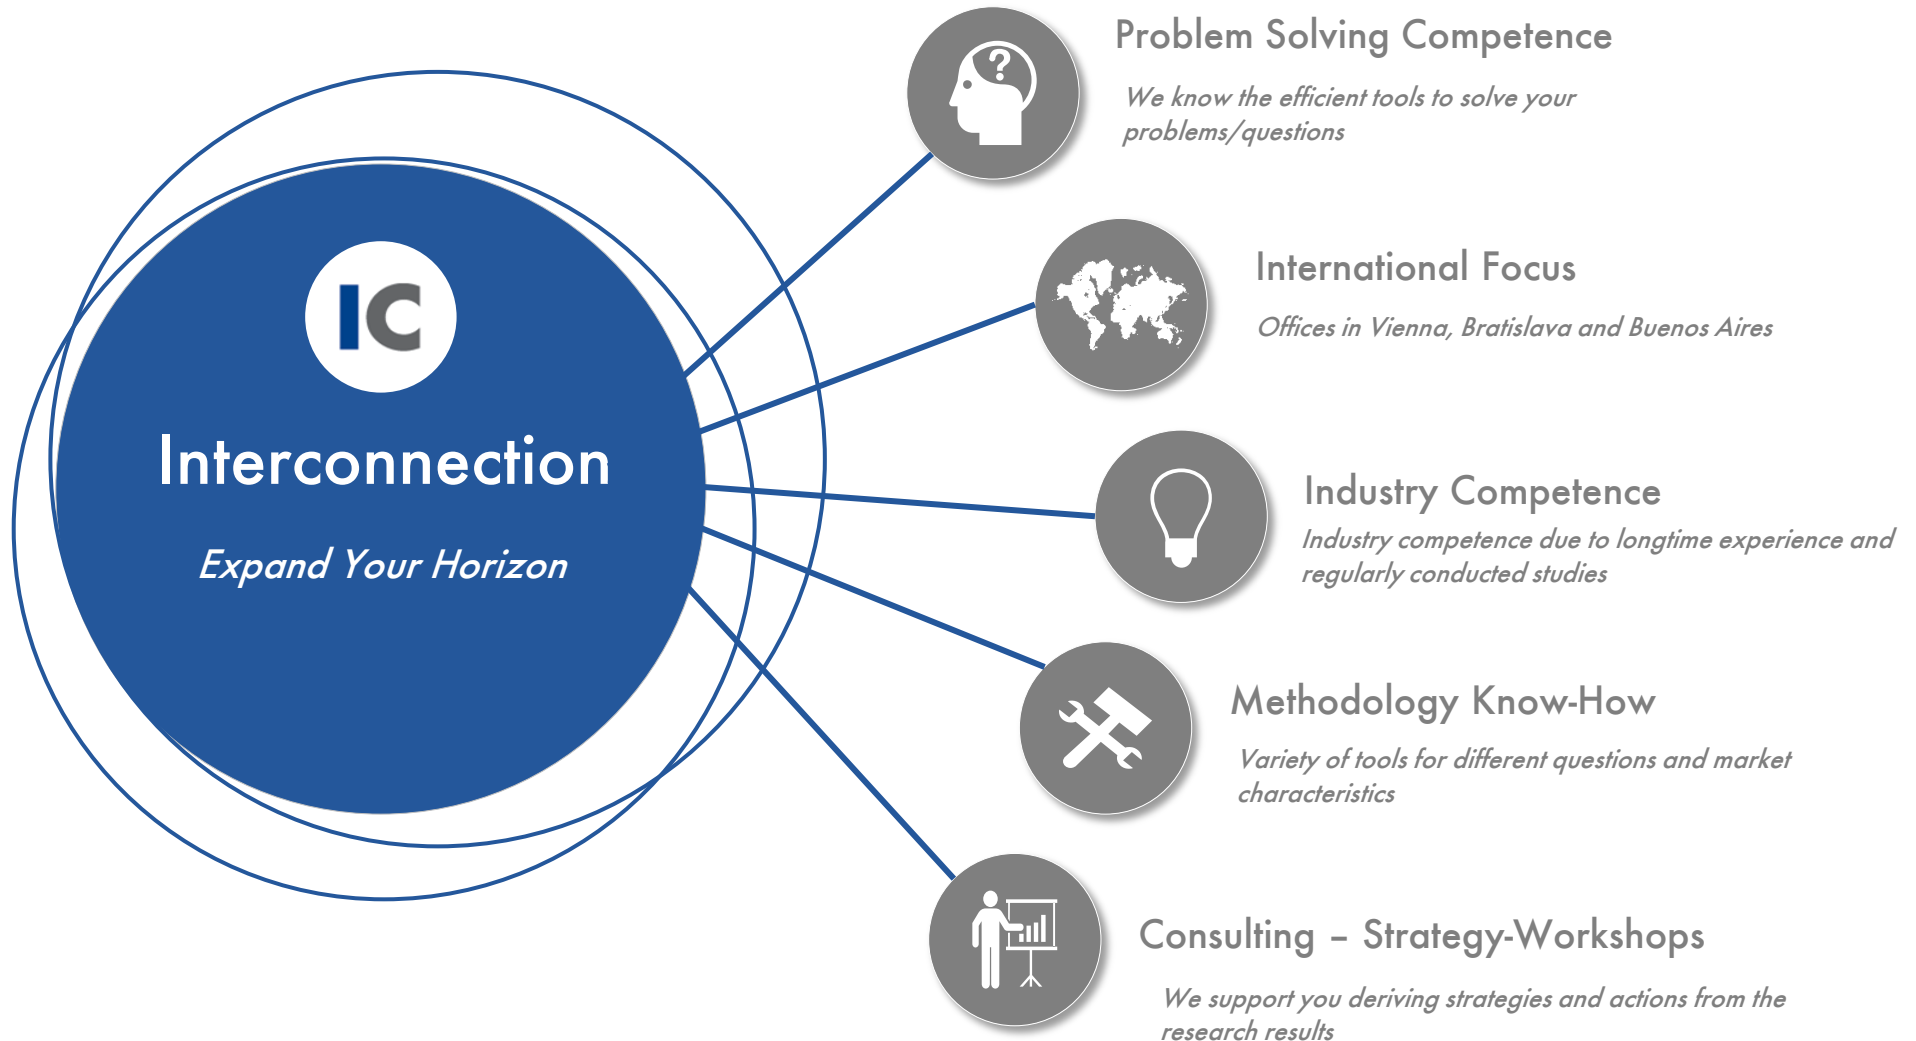 IC
Interconnection
Expand Your Horizon
?
Problem Solving Competence
We know the efficient tools to solve your
problems/questions
International Focus
Offices in Vienna, Bratislava and Buenos Aires
Industry Competence
Industry competence due to longtime experience and
regularly conducted studies
Methodology Know-How
Variety of tools for different questions and market
characteristics
Consulting – Strategy-Workshops
We support you deriving strategies and actions from the
research results